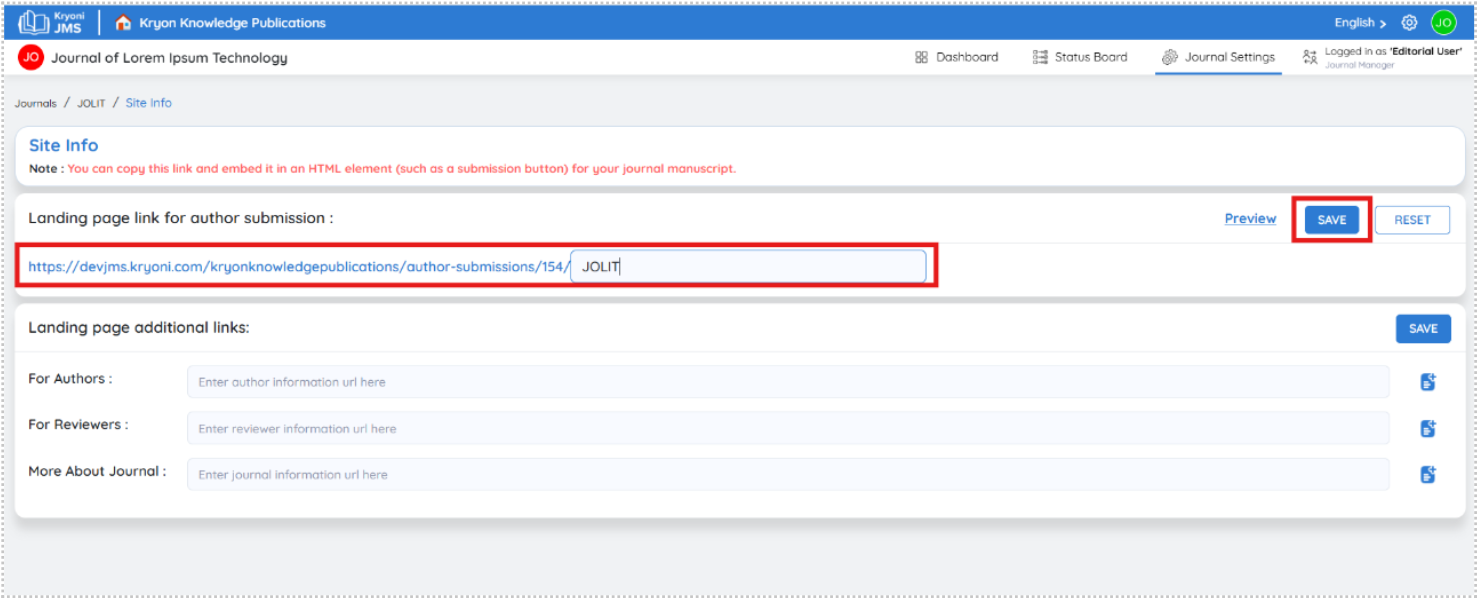 Kryoni
JMS
Kryon Knowledge Publications
English >
JO
JO
Journal of Lorem Ipsum Technology
Dashboard
Status Board
Journal Settings
Logged in as 'Editorial User'
Journal Manager
Journals / JOLIT / Site Info
Site Info
Note : You can copy this link and embed it in an HTML element (such as a submission button) for your journal manuscript.
Landing page link for author submission :
Preview
SAVE
RESET
https://devjms.kryoni.com/kryonknowledgepublications/author-submissions/154/ JOLIT
Landing page additional links:
SAVE
For Authors : Enter author information url here
For Reviewers : Enter reviewer information url here
More About Journal : Enter journal information url here